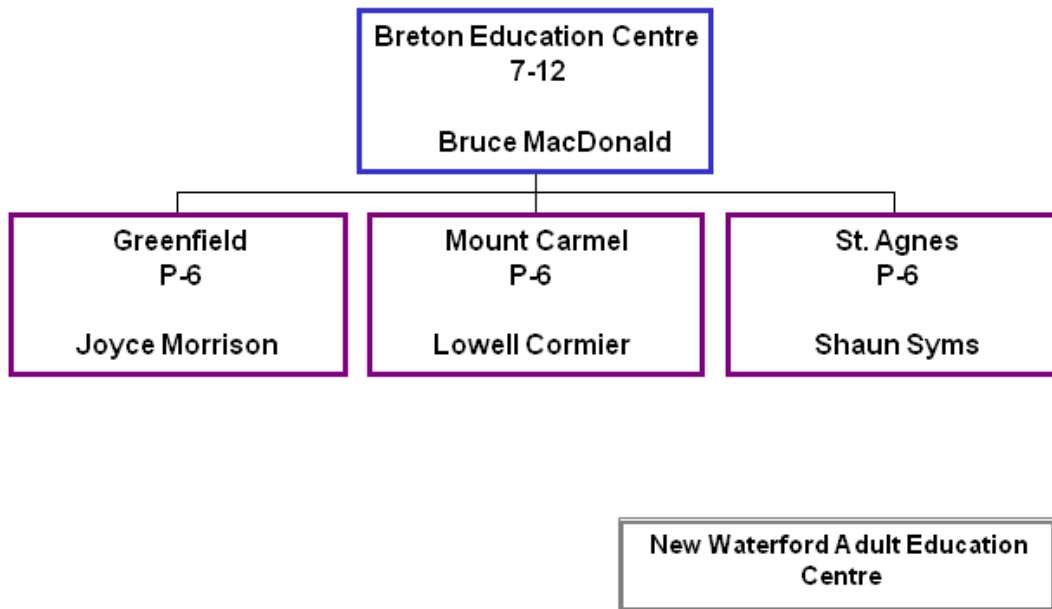 Breton Education Centre
7-12
Bruce MacDonald
Greenfield
P-6
Joyce Morrison
Mount Carmel
P-6
Lowell Cormier
St. Agnes
P-6
Shaun Syms
New Waterford Adult Education
Centre